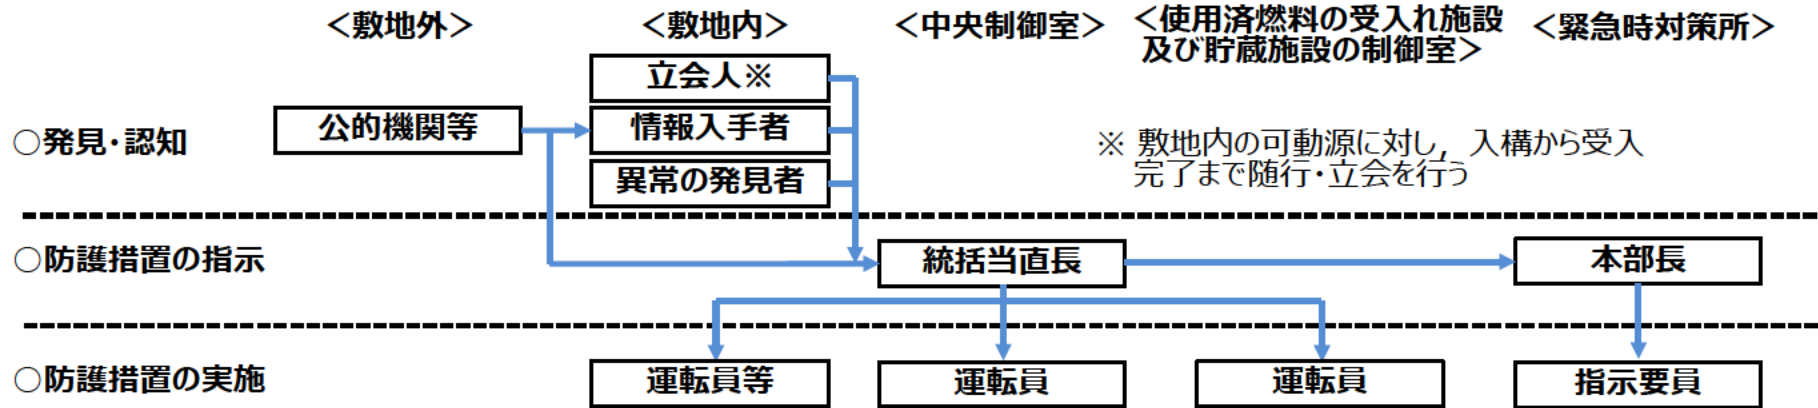 ＜敷地外＞
＜敷地内＞
＜中央制御室＞
＜使用済燃料の受入れ施設
及び貯蔵施設の制御室＞
＜緊急時対策所＞
○発見・認知
公的機関等
立会人※
情報入手者
異常の発見者
※ 敷地内の可動源に対し，入構から受入
完了まで随行・立会を行う
○防護措置の指示
統括当直長
本部長
○防護措置の実施
運転員等
運転員
運転員
指示要員